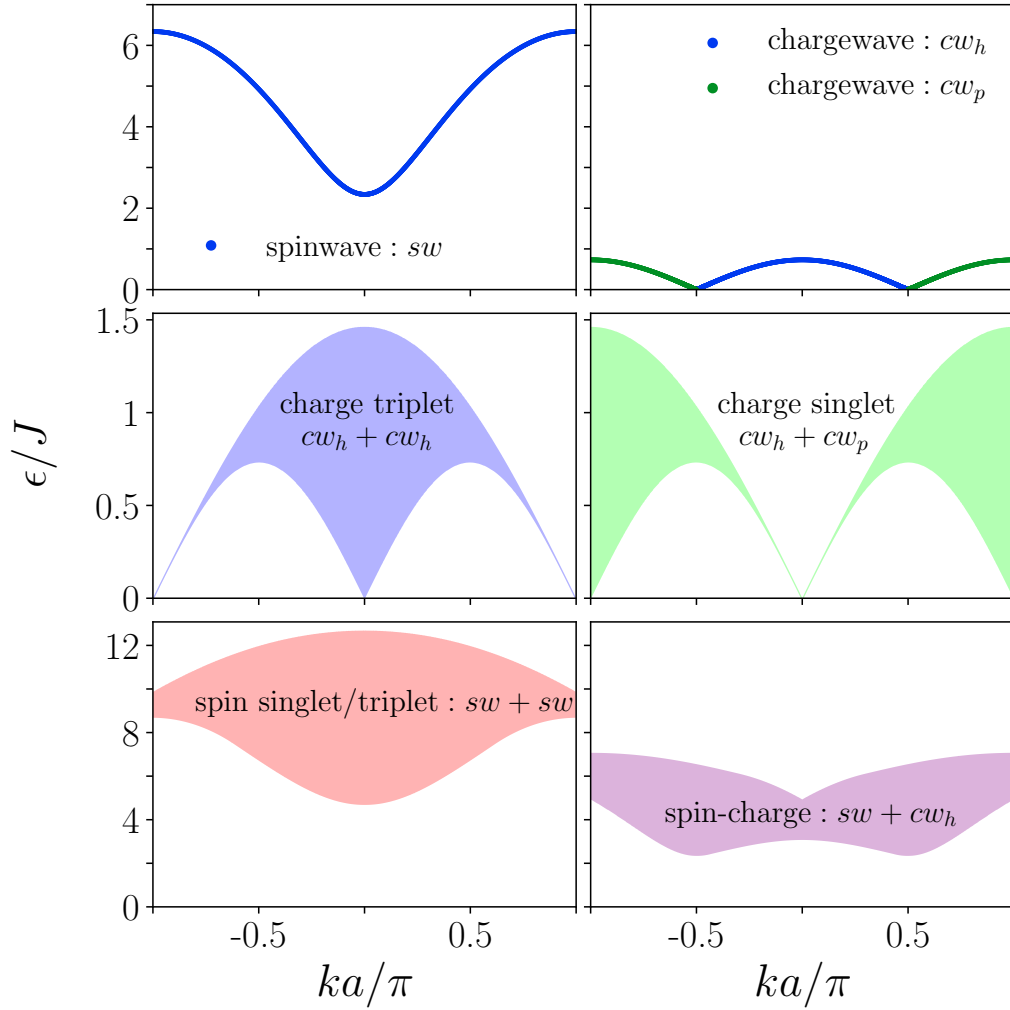 6
4
2
0
spinwave : sw
chargewave : cw_h
chargewave : cw_p
ϵ/J
1.5
1
0.5
0
charge triplet
cw_h + cw_h
charge singlet
cw_h + cw_p
12
8
4
0
spin singlet/triplet : sw + sw
spin-charge : sw + cw_h
-0.5 0.5
-0.5 0.5
ka/π
ka/π